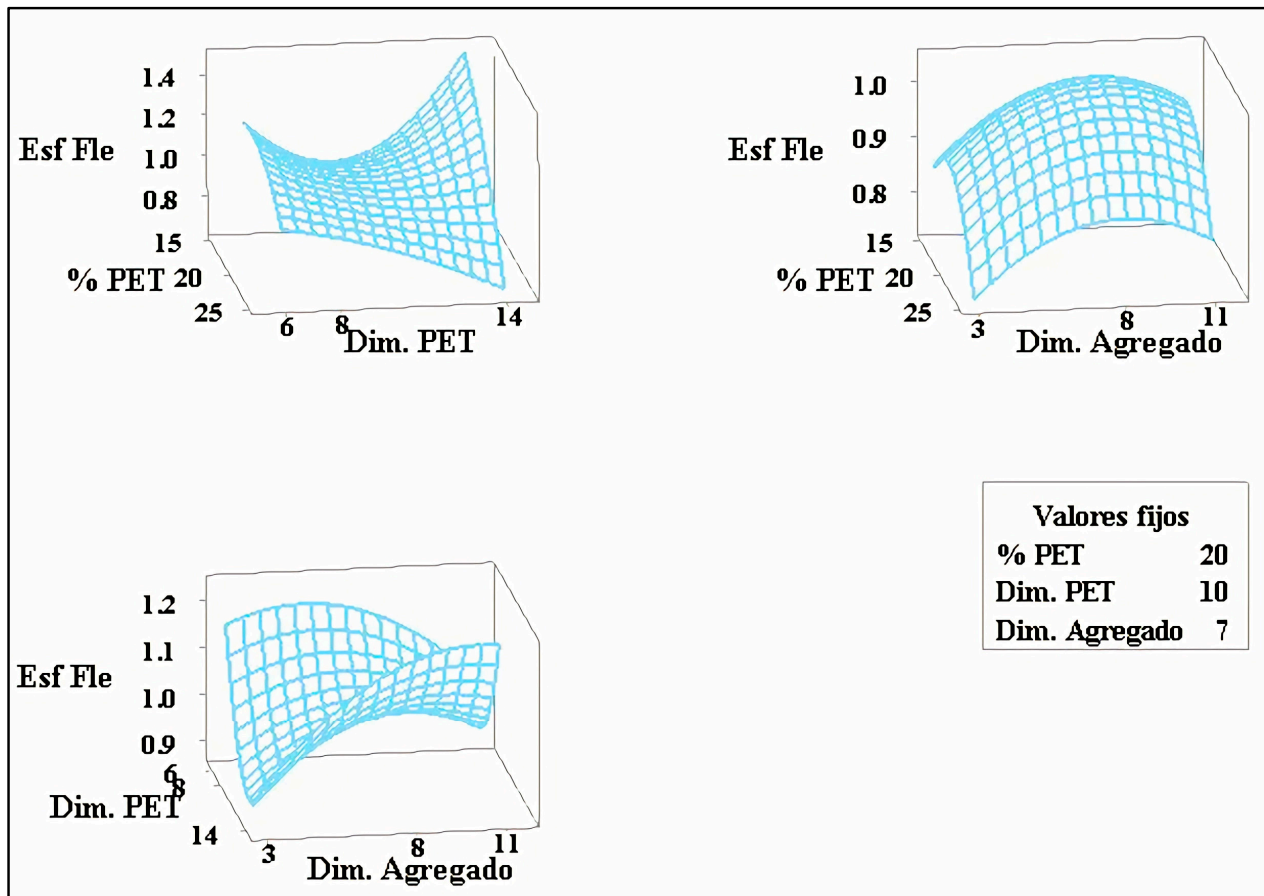 1.4
1.2
Esf Fle
1.0
0.8
15
% PET 20
25
6
8
14
Dim. PET
1.0
0.9
Esf Fle
0.8
15
% PET 20
25
3
8
11
Dim. Agregado
Valores fijos
% PET 20
Dim. PET 10
Dim. Agregado 7
1.2
1.1
Esf Fle
1.0
0.9
6
8
Dim. PET
14
3
8
11
Dim. Agregado